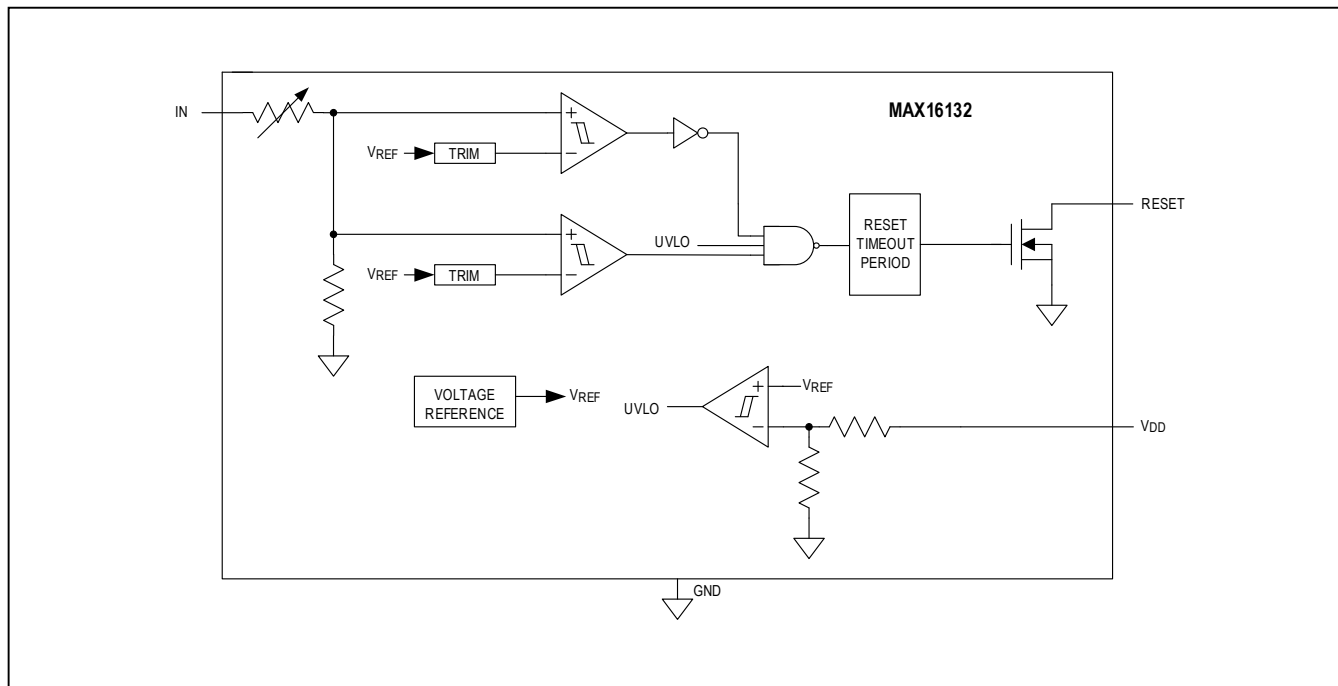 MAX16132
IN
+
VREF
TRIM
−
+
UVLO
VREF
TRIM
−
RESET
TIMEOUT
PERIOD
RESET
VOLTAGE
REFERENCE
VREF
UVLO
+
VREF
−
VDD
GND